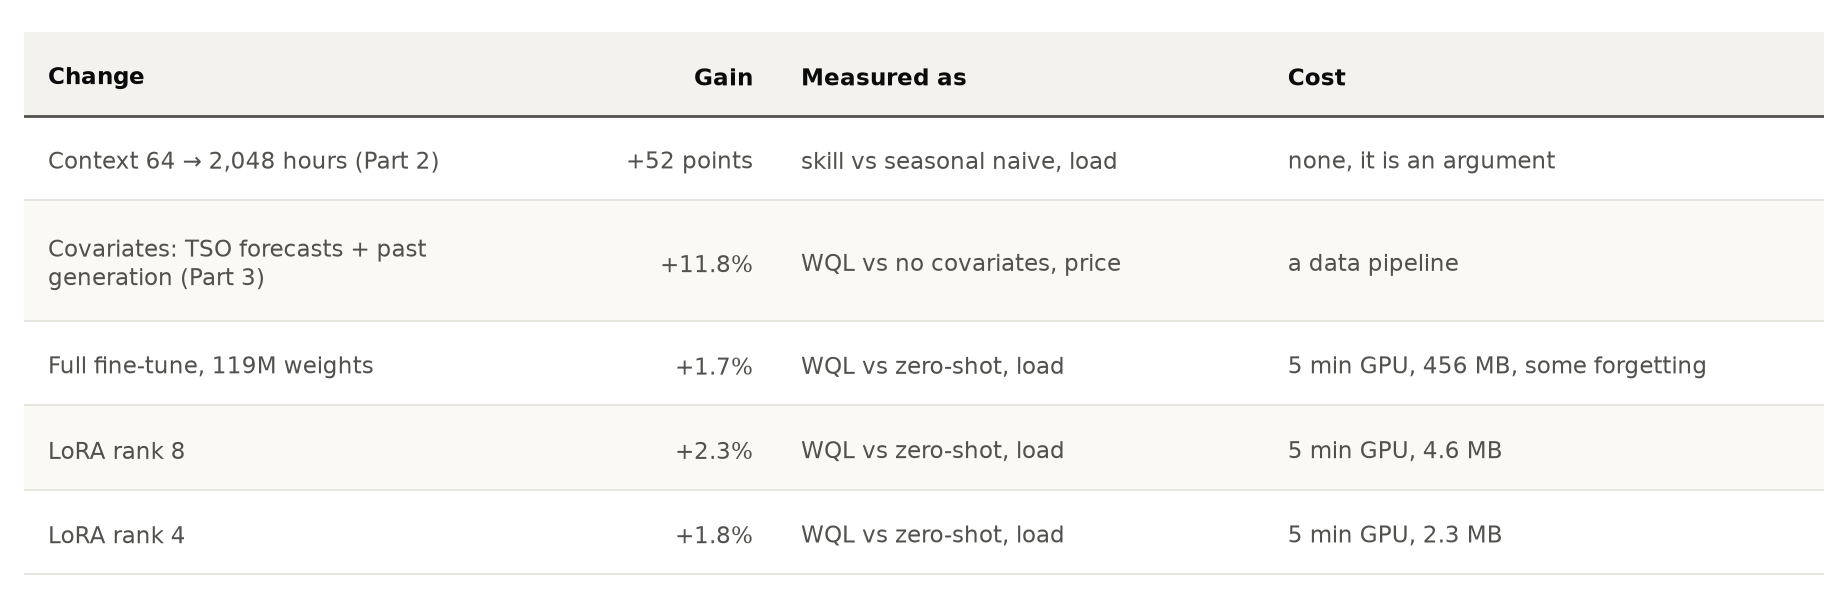 Change Gain Measured as Cost
Context 64 → 2,048 hours (Part 2) +52 points skill vs seasonal naive, load none, it is an argument
Covariates: TSO forecasts + past
generation (Part 3) +11.8% WQL vs no covariates, price a data pipeline
Full fine-tune, 119M weights +1.7% WQL vs zero-shot, load 5 min GPU, 456 MB, some forgetting
LoRA rank 8 +2.3% WQL vs zero-shot, load 5 min GPU, 4.6 MB
LoRA rank 4 +1.8% WQL vs zero-shot, load 5 min GPU, 2.3 MB